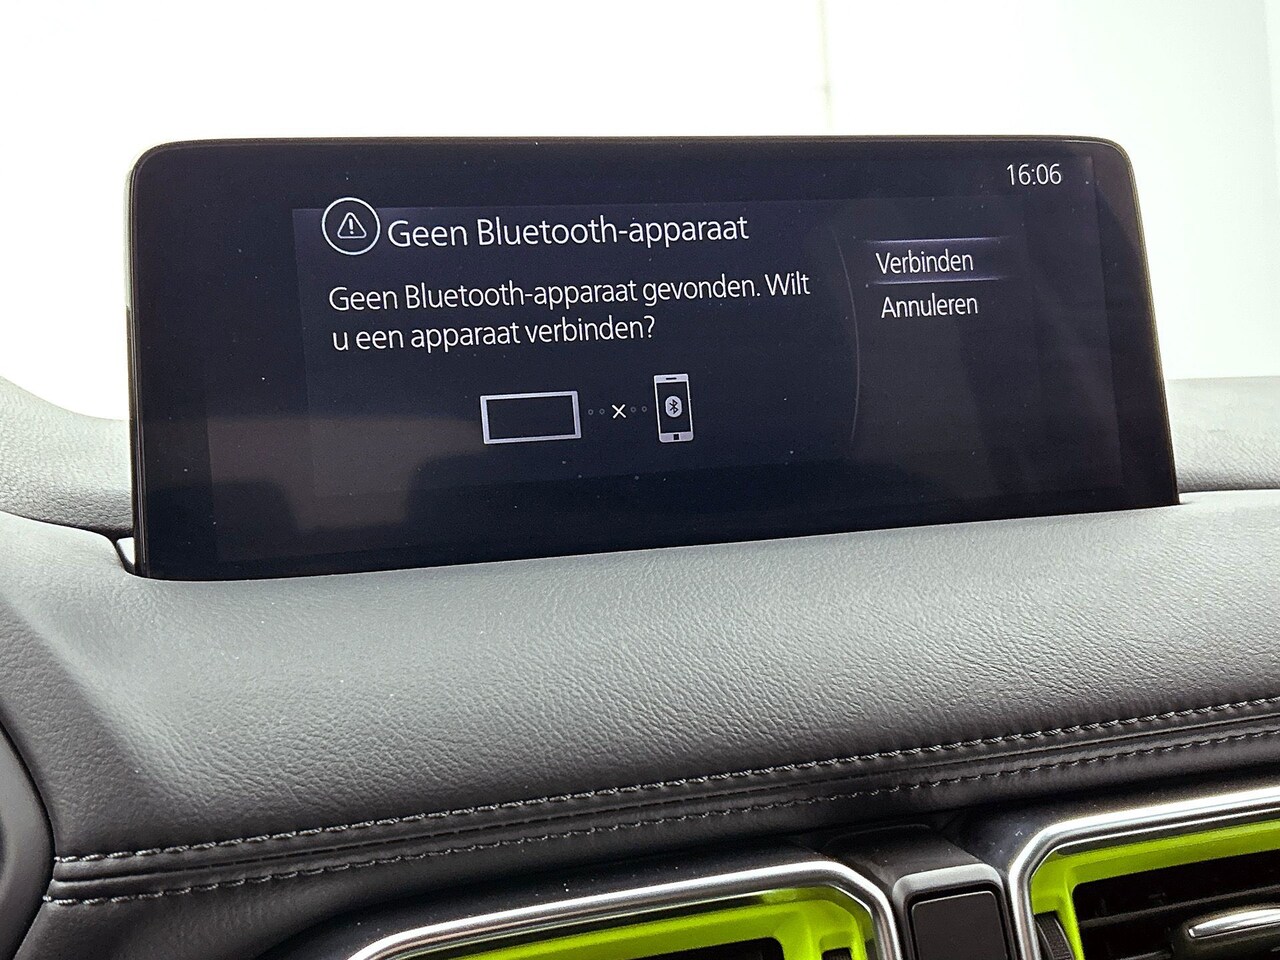 16:06
Geen Bluetooth-apparaat
Geen Bluetooth-apparaat gevonden. Wilt
u een apparaat verbinden?
Verbinden
Annuleren